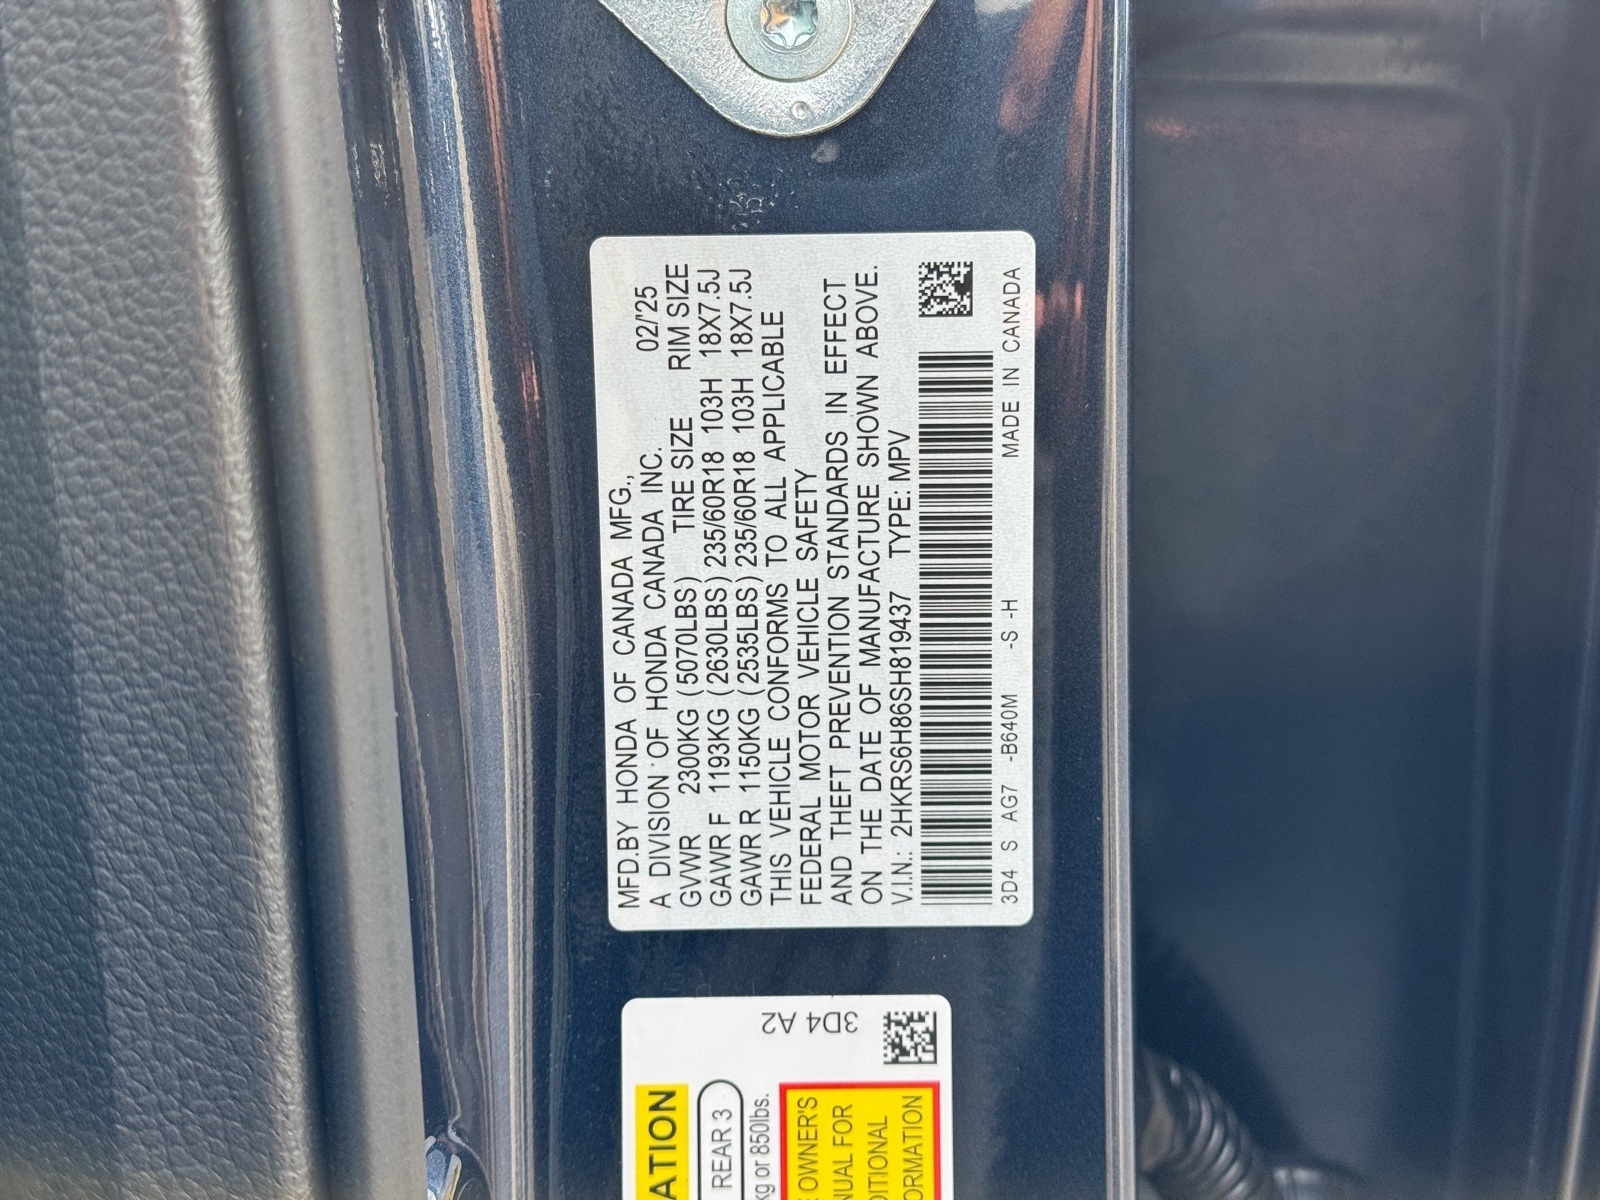 MFD.BY HONDA OF CANADA MFG.,
A DIVISION OF HONDA CANADA INC. 02/'25
GVWR 2300KG (5070LBS) TIRE SIZE RIM SIZE
GAWR F 1193KG (2630LBS) 235/60R18 103H 18X7.5J
GAWR R 1150KG (2535LBS) 235/60R18 103H 18X7.5J
THIS VEHICLE CONFORMS TO ALL APPLICABLE
FEDERAL MOTOR VEHICLE SAFETY
AND THEFT PREVENTION STANDARDS IN EFFECT
ON THE DATE OF MANUFACTURE SHOWN ABOVE.
V.I.N.: 2HKRS6H86SH819437 TYPE: MPV
3D4 S AG7 -B640M -S -H MADE IN CANADA
3D4 A2
ATION
REAR 3
kg or 850lbs.
OWNER'S
NUAL FOR
DITIONAL
ORMATION